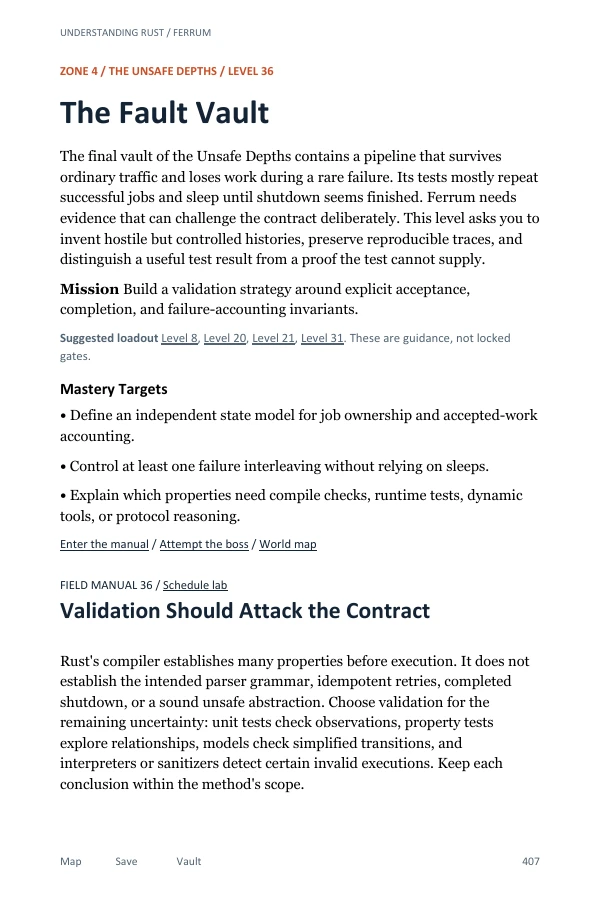 UNDERSTANDING RUST / FERRUM
ZONE 4 / THE UNSAFE DEPTHS / LEVEL 36
The Fault Vault
The final vault of the Unsafe Depths contains a pipeline that survives
ordinary traffic and loses work during a rare failure. Its tests mostly repeat
successful jobs and sleep until shutdown seems finished. Ferrum needs
evidence that can challenge the contract deliberately. This level asks you to
invent hostile but controlled histories, preserve reproducible traces, and
distinguish a useful test result from a proof the test cannot supply.
Mission Build a validation strategy around explicit acceptance,
completion, and failure-accounting invariants.
Suggested loadout Level 8, Level 20, Level 21, Level 31. These are guidance, not locked
gates.
Mastery Targets
• Define an independent state model for job ownership and accepted-work
accounting.
• Control at least one failure interleaving without relying on sleeps.
• Explain which properties need compile checks, runtime tests, dynamic
tools, or protocol reasoning.
Enter the manual / Attempt the boss / World map
FIELD MANUAL 36 / Schedule lab
Validation Should Attack the Contract
Rust's compiler establishes many properties before execution. It does not
establish the intended parser grammar, idempotent retries, completed
shutdown, or a sound unsafe abstraction. Choose validation for the
remaining uncertainty: unit tests check observations, property tests
explore relationships, models check simplified transitions, and
interpreters or sanitizers detect certain invalid executions. Keep each
conclusion within the method's scope.
Map Save Vault 407